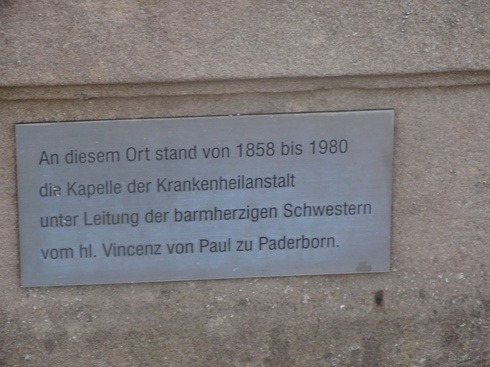 An diesem Ort stand von 1858 bis 1980
die Kapelle der Krankenheilanstalt
unter Leitung der barmherzigen Schwestern
vom hl. Vincenz von Paul zu Paderborn.